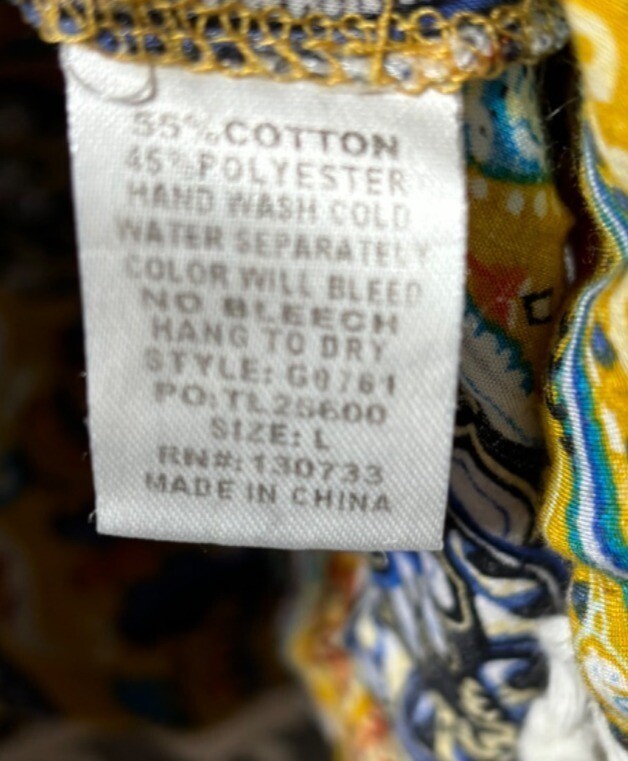 55% COTTON
45% POLYESTER
HAND WASH COLD
WATER SEPARATELY
COLOR WILL BLEED
NO BLEECH
HANG TO DRY
STYLE: G0761
PO: TL25600
SIZE: L
RN#: 130733
MADE IN CHINA